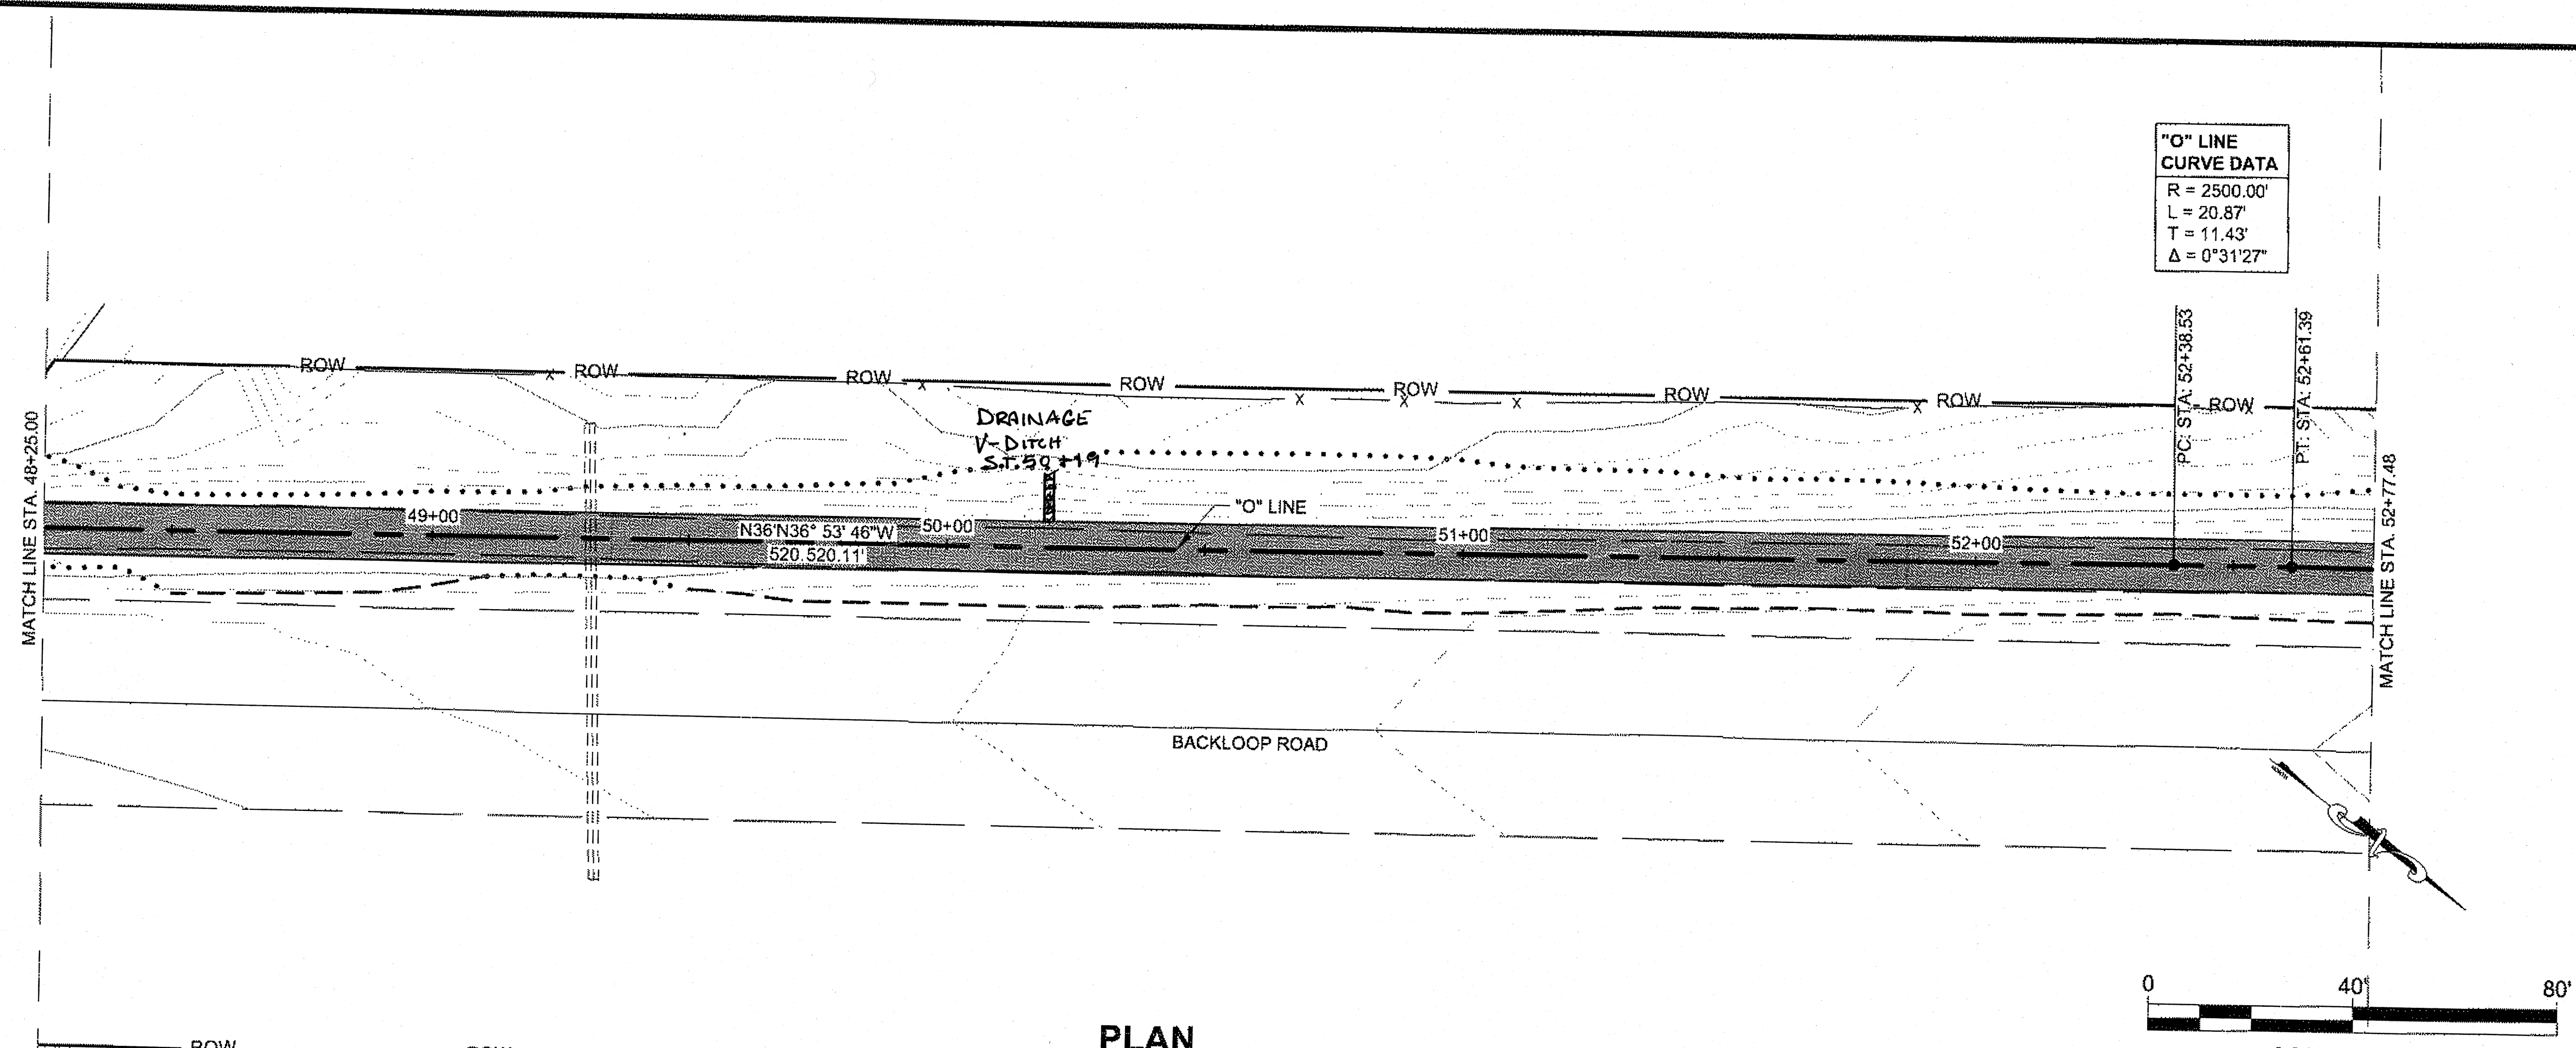 "O" LINE
CURVE DATA
R = 2500.00'
L = 20.87'
T = 11.43'
Δ = 0°31'27"
PC: STA: 52+38.53
PT: STA: 52+61.39
ROW ROW ROW ROW ROW ROW ROW ROW
x x x x x x
DRAINAGE
V-DITCH
S.T. 50+19
MATCH LINE STA. 48+25.00
49+00
N36'N36° 53' 46"W
520.520.11'
50+00
"O" LINE
51+00
52+00
MATCH LINE STA. 52+77.48
BACKLOOP ROAD
NORTH
0 40' 80'
PLAN
ROW